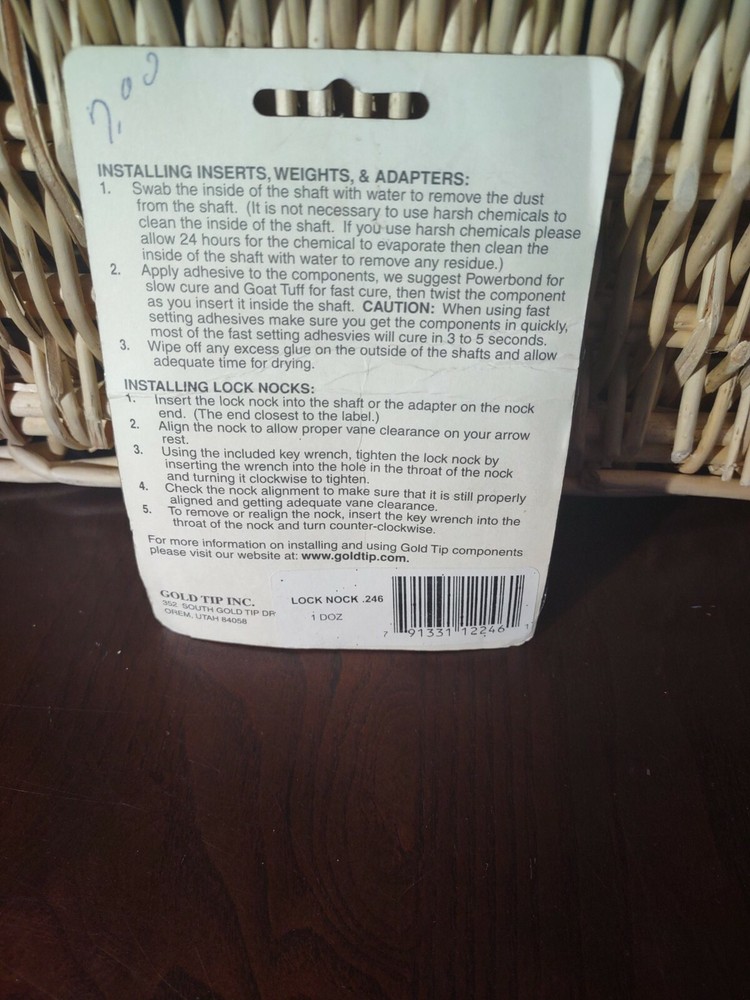 7,00
INSTALLING INSERTS, WEIGHTS, & ADAPTERS:
1. Swab the inside of the shaft with water to remove the dust
from the shaft. (It is not necessary to use harsh chemicals to
clean the inside of the shaft. If you use harsh chemicals please
allow 24 hours for the chemical to evaporate then clean the
inside of the shaft with water to remove any residue.)
2. Apply adhesive to the components, we suggest Powerbond for
slow cure and Goat Tuff for fast cure, then twist the component
as you insert it inside the shaft. CAUTION: When using fast
setting adhesives make sure you get the components in quickly,
most of the fast setting adhesvies will cure in 3 to 5 seconds.
3. Wipe off any excess glue on the outside of the shafts and allow
adequate time for drying.
INSTALLING LOCK NOCKS:
1. Insert the lock nock into the shaft or the adapter on the nock
end. (The end closest to the label.)
2. Align the nock to allow proper vane clearance on your arrow
rest.
3. Using the included key wrench, tighten the lock nock by
inserting the wrench into the hole in the throat of the nock
and turning it clockwise to tighten.
4. Check the nock alignment to make sure that it is still properly
aligned and getting adequate vane clearance.
5. To remove or realign the nock, insert the key wrench into the
throat of the nock and turn counter-clockwise.
For more information on installing and using Gold Tip components
please visit our website at: www.goldtip.com.
GOLD TIP INC.
352 SOUTH GOLD TIP DR
OREM, UTAH 84058
LOCK NOCK .246
1 DOZ
7 91331 12246 1